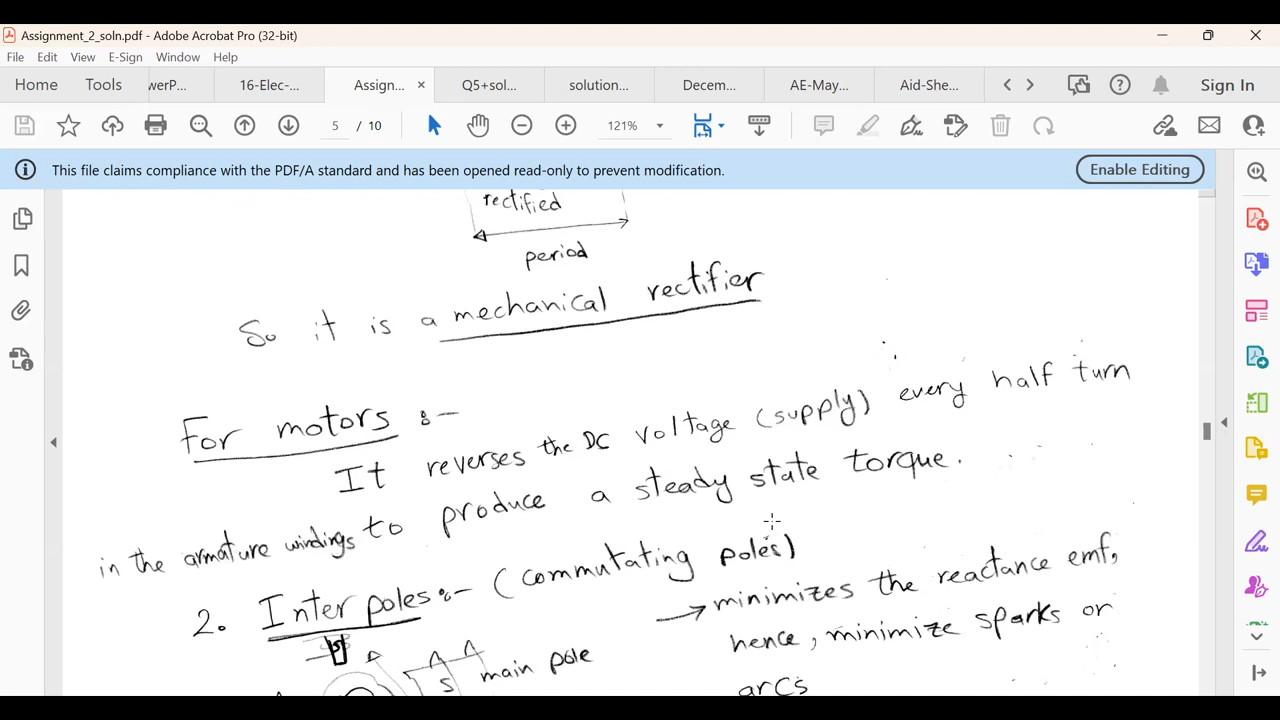 Assignment_2_soln.pdf - Adobe Acrobat Pro (32-bit)
File Edit View E-Sign Window Help
Home Tools werP... 16-Elec-... Assign... Q5+sol... solution... Decem... AE-May... Aid-She... Sign In
5 / 10 121%
This file claims compliance with the PDF/A standard and has been opened read-only to prevent modification. Enable Editing
rectified
period
So it is a mechanical rectifier
For motors :-
It reverses the DC voltage (supply) every half turn
in the armature windings to produce a steady state torque.
2. Inter poles :- (commutating poles)
→ minimizes the reactance emf,
hence, minimize sparks or
arcs
main pole
S